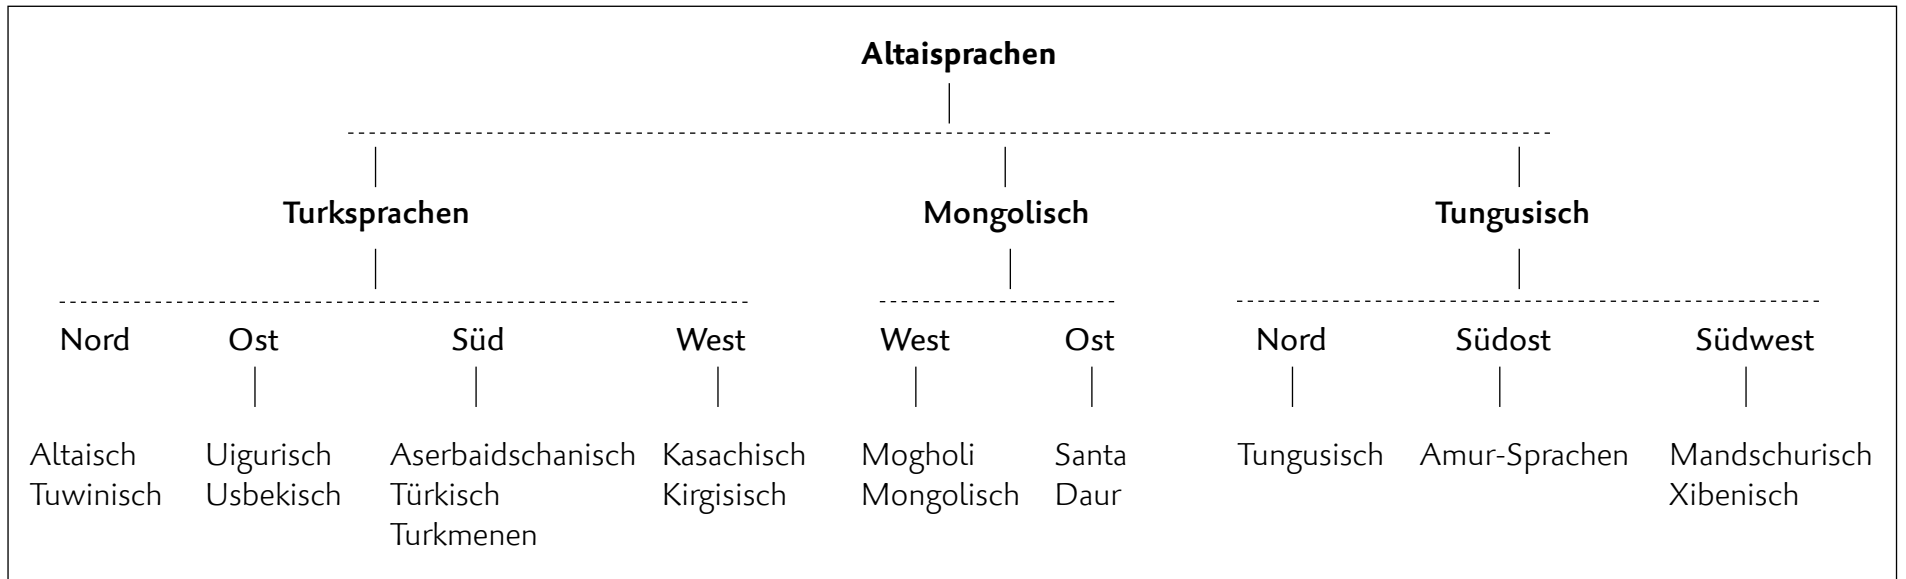 Altaisprachen
Turksprachen Mongolisch Tungusisch
Nord Ost Süd West West Ost Nord Südost Südwest
Altaisch Uigurisch Aserbaidschanisch Kasachisch Mogholi Santa Tungusisch Amur-Sprachen Mandschurisch
Tuwinisch Usbekisch Türkisch Kirgisisch Mongolisch Daur Xibenisch
Turkmenen